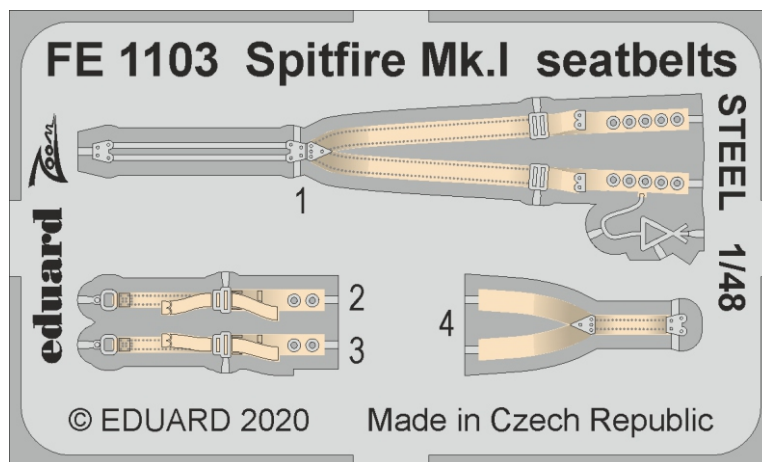 FE 1103 Spitfire Mk.I seatbelts
Zoom
eduard
STEEL 1/48
1
2
3
4
© EDUARD 2020 Made in Czech Republic